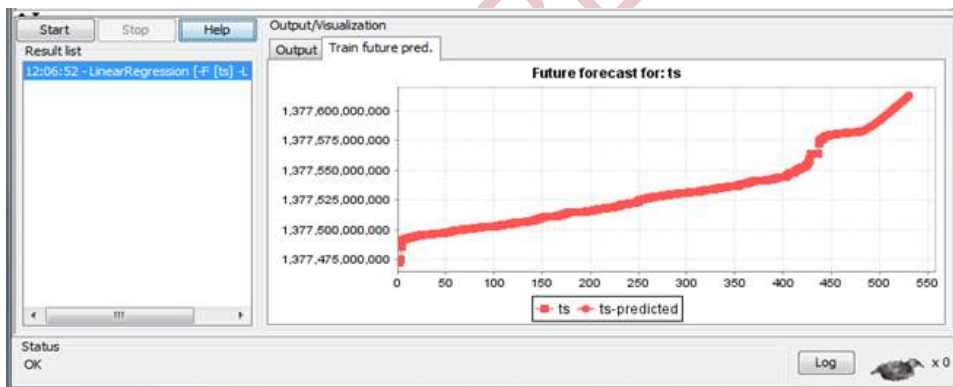 Start Stop Help
Result list
12:06:52 - LinearRegression [-F [ts] -L
Output/Visualization
Output Train future pred.
Future forecast for: ts
1,377,600,000,000
1,377,575,000,000
1,377,550,000,000
1,377,525,000,000
1,377,500,000,000
1,377,475,000,000
0 50 100 150 200 250 300 350 400 450 500 550
ts ts-predicted
Status
OK
Log x 0